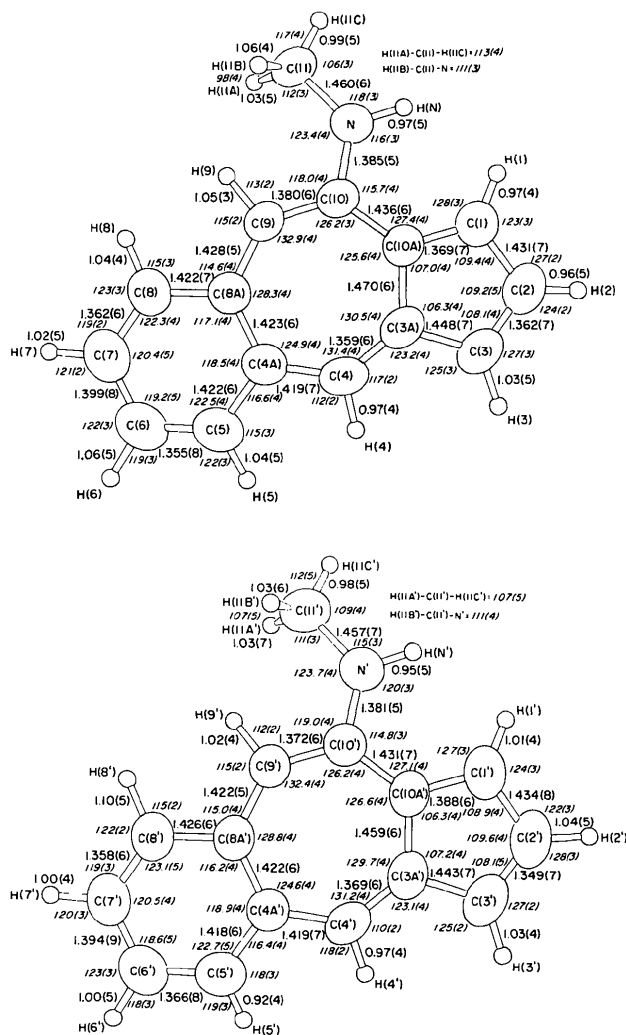 H(11C)
117(4)
0.99(5)
1.06(4)
H(11B)
C(11)
106(3)
H(11A)-C(11)-H(11C)=113(4)
H(11B)-C(11)-N=111(3)
98(4)
H(11A)
1.03(5)
112(3)
1.460(6)
118(3)
H(N)
N
0.97(5)
123.4(4)
116(3)
1.385(5)
H(9)
113(2)
118.0(4)
115.7(4)
H(1)
1.05(3)
1.380(6)
C(10)
128(3)
0.97(4)
115(2)
C(9)
126.2(3)
1.436(6)
127.4(4)
C(1)
123(3)
H(8)
132.9(4)
C(10A)
1.369(7)
1.431(7)
1.04(4)
115(3)
1.428(5)
125.6(4)
107.0(4)
109.4(4)
127(2)
0.96(5)
114.6(4)
1.422(7)
123(3)
C(8)
C(8A)
128.3(4)
1.470(6)
109.2(5)
C(2)
H(2)
1.362(6)
122.3(4)
117.1(4)
106.3(4)
108.1(4)
124(2)
119(2)
1.423(6)
130.5(4)
C(3A)
1.448(7)
1.362(7)
1.02(5)
124.9(4)
1.359(6)
H(7)
C(7)
120.4(5)
118.5(4)
C(4A)
131.4(4)
123.2(4)
C(3)
127(3)
121(2)
C(4)
117(2)
125(3)
1.399(8)
1.422(6)
1.419(7)
1.03(5)
119.2(5)
122.5(4)
116.6(4)
112(2)
0.97(4)
122(3)
C(6)
C(5)
115(3)
H(3)
1.06(5)
119(3)
1.355(8)
122(3)
1.04(5)
H(4)
H(6)
H(5)
H(11C')
112(5)
0.98(5)
1.03(6)
H(11B')
C(11')
109(4)
H(11A')-C(11')-H(11C')=107(5)
H(11B')-C(11')-N'=111(4)
107(5)
H(11A')
1.03(7)
111(3)
1.457(7)
115(3)
H(N')
N'
0.95(5)
123.7(4)
120(3)
1.381(5)
H(9')
112(2)
119.0(4)
114.8(3)
H(1')
1.02(4)
1.372(6)
C(10')
127(3)
1.01(4)
115(2)
C(9')
126.2(4)
1.431(7)
127.1(4)
C(1')
124(3)
H(8')
132.4(4)
C(10A')
1.388(6)
1.434(8)
1.10(5)
115(2)
1.422(5)
126.6(4)
106.3(4)
108.9(4)
122(3)
1.04(5)
115.0(4)
1.426(6)
122(2)
C(8')
C(8A')
128.8(4)
1.459(6)
109.6(4)
C(2')
H(2')
1.358(6)
123.1(5)
116.2(4)
107.2(4)
108.1(5)
128(3)
1.00(4)
119(3)
1.422(6)
129.7(4)
C(3A')
1.443(7)
1.349(7)
H(7')
C(7')
120.5(4)
118.9(4)
124.6(4)
1.369(6)
C(4A')
131.2(4)
123.1(4)
C(3')
127(2)
120(3)
C(4')
110(2)
125(2)
1.394(9)
1.418(6)
1.419(7)
118(2)
1.03(4)
118.6(5)
122.7(5)
116.4(4)
0.97(4)
123(3)
C(6')
C(5')
118(3)
H(3')
1.00(5)
118(3)
1.366(8)
119(3)
0.92(4)
H(4')
H(6')
H(5')